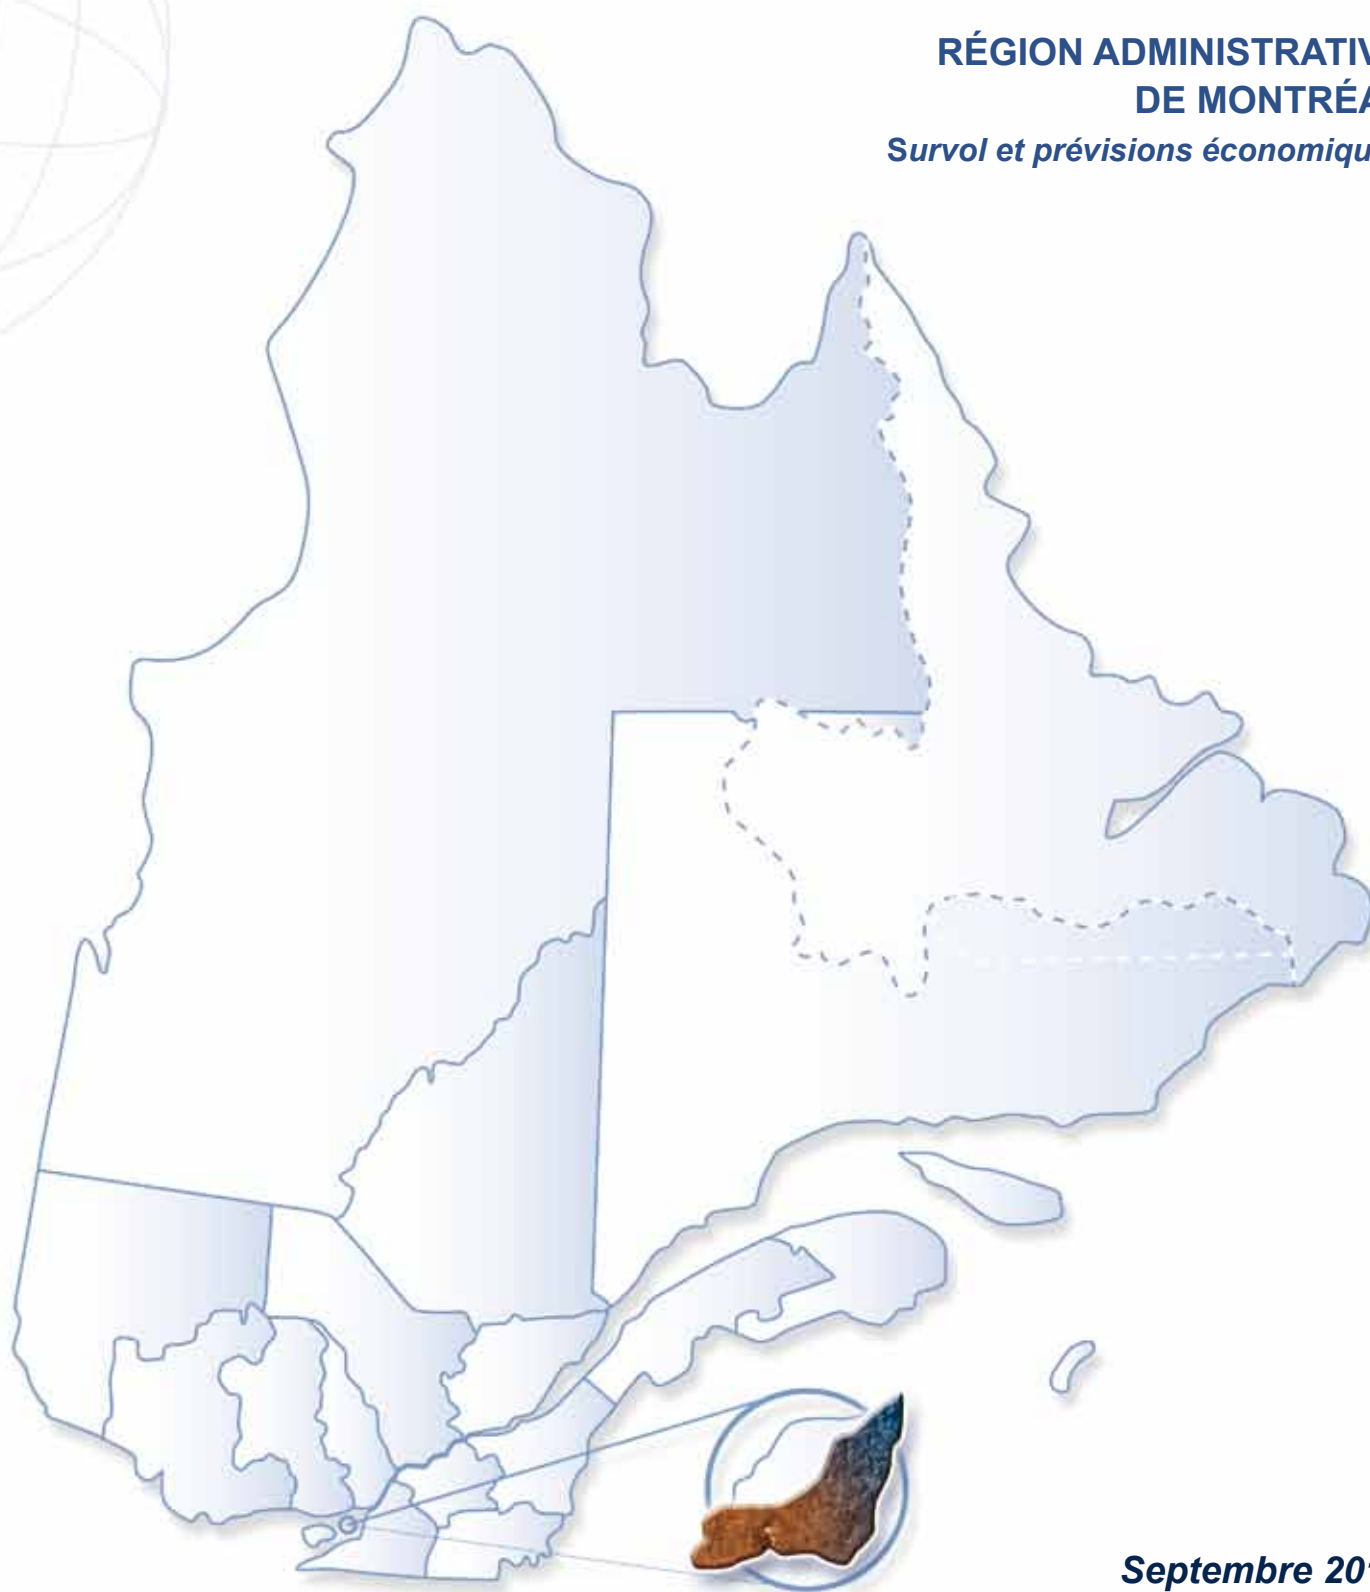 RÉGION ADMINISTRATIV
DE MONTRÉA
Survol et prévisions économiqu
Septembre 20